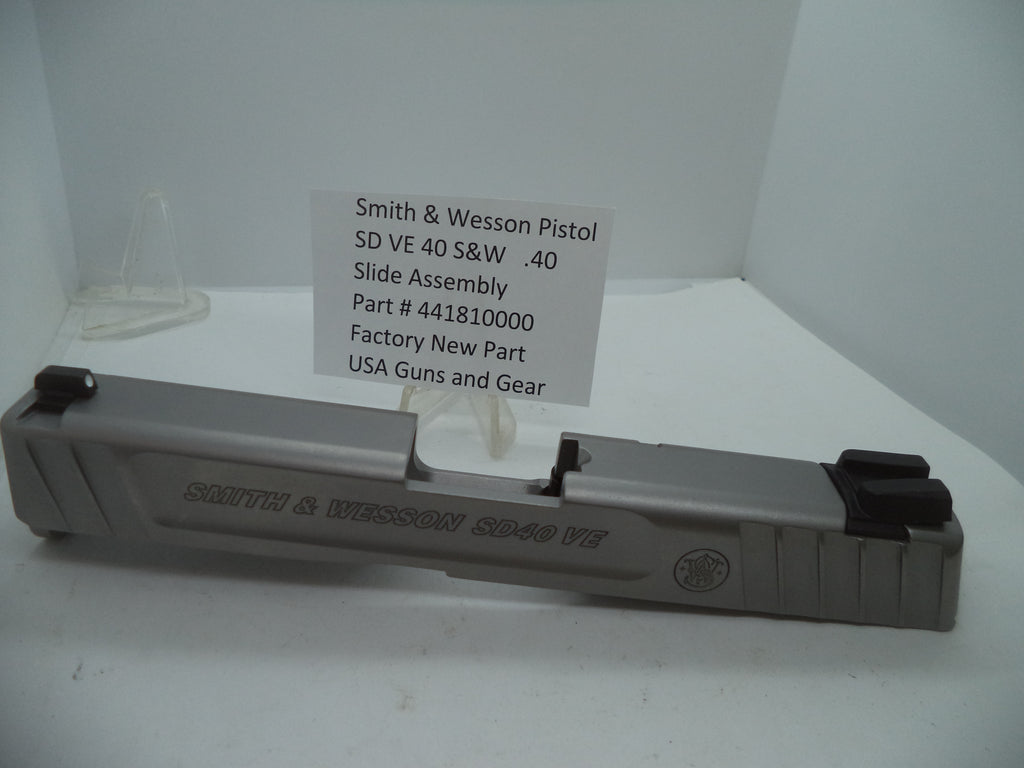 Smith & Wesson Pistol
SD VE 40 S&W .40
Slide Assembly
Part # 441810000
Factory New Part
USA Guns and Gear
SMITH & WESSON SD40 VE